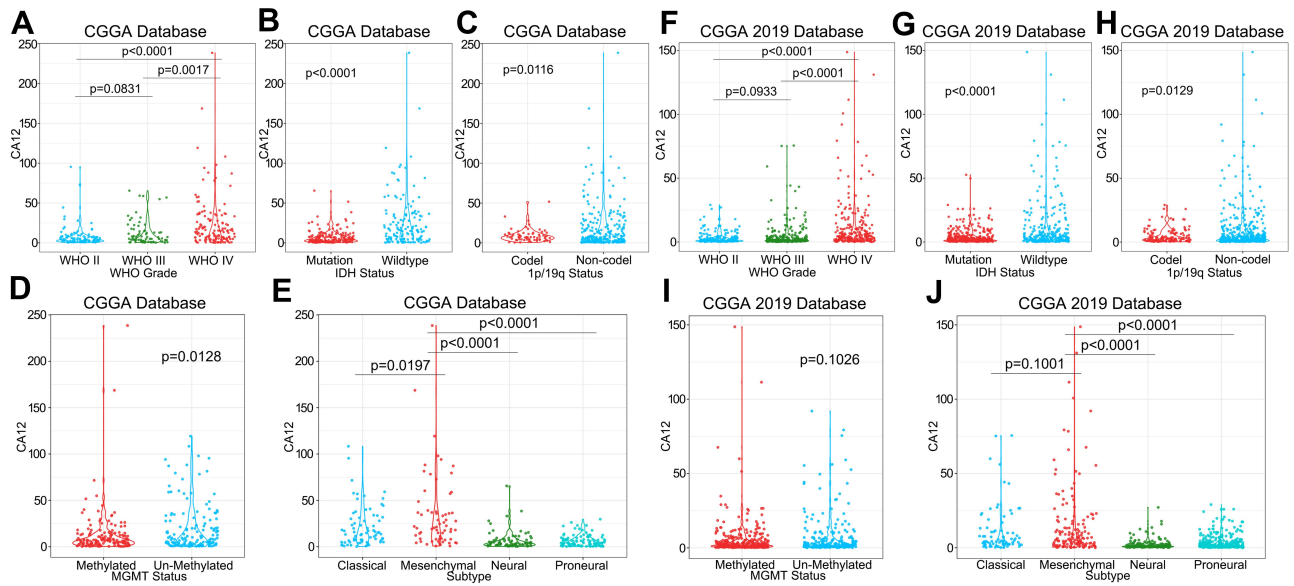 A
CGGA Database
250
200
150
100
50
0
CA12
p<0.0001
p=0.0017
p=0.0831
WHO II
WHO III
WHO IV
WHO Grade
B
CGGA Database
250
200
150
100
50
0
CA12
p<0.0001
Mutation
Wildtype
IDH Status
C
CGGA Database
250
200
150
100
50
0
CA12
p=0.0116
Codel
Non-codel
1p/19q Status
F
CGGA 2019 Database
150
100
50
0
CA12
p<0.0001
p<0.0001
p=0.0933
WHO II
WHO III
WHO IV
WHO Grade
G
CGGA 2019 Database
150
100
50
0
CA12
p<0.0001
Mutation
Wildtype
IDH Status
H
CGGA 2019 Database
150
100
50
0
CA12
p=0.0129
Codel
Non-codel
1p/19q Status
D
CGGA Database
250
200
150
100
50
0
CA12
p=0.0128
Methylated
Un-Methylated
MGMT Status
E
CGGA Database
250
200
150
100
50
0
CA12
p<0.0001
p<0.0001
p=0.0197
Classical
Mesenchymal
Neural
Proneural
Subtype
I
CGGA 2019 Database
150
100
50
0
CA12
p=0.1026
Methylated
Un-Methylated
MGMT Status
J
CGGA 2019 Database
150
100
50
0
CA12
p<0.0001
p<0.0001
p=0.1001
Classical
Mesenchymal
Neural
Proneural
Subtype